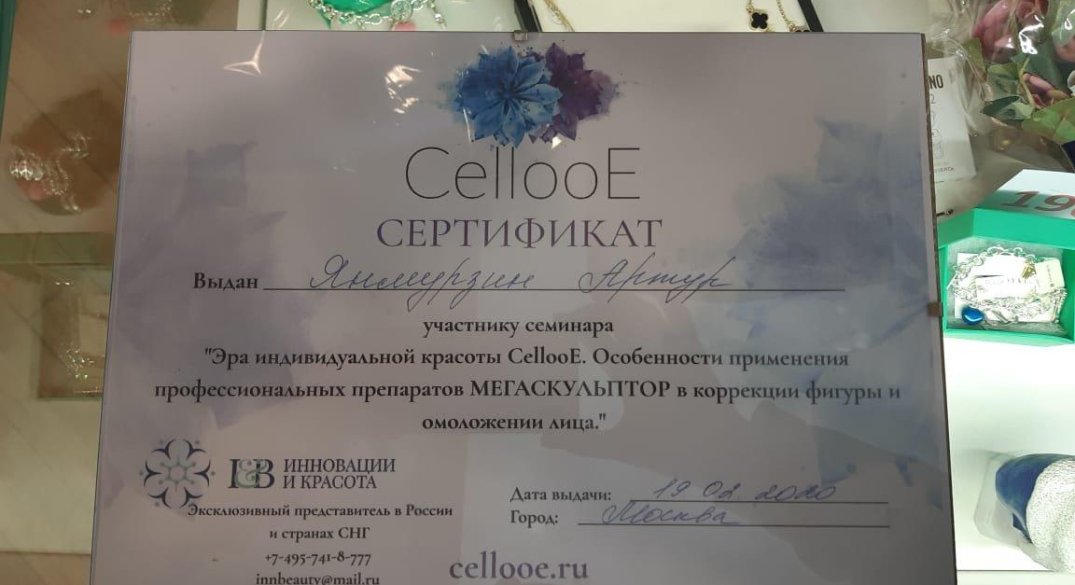 CellooE
СЕРТИФИКАТ
Выдан Янмурзин Артур
участнику семинара
"Эра индивидуальной красоты CellooE. Особенности применения
профессиональных препаратов МЕГАСКУЛЬПТОР в коррекции фигуры и
омоложении лица."
I&B ИННОВАЦИИ
И КРАСОТА
Эксклюзивный представитель в России
и странах СНГ
+7-495-741-8-777
innbeauty@mail.ru
Дата выдачи: 19 02 2020
Город: Москва
cellooe.ru